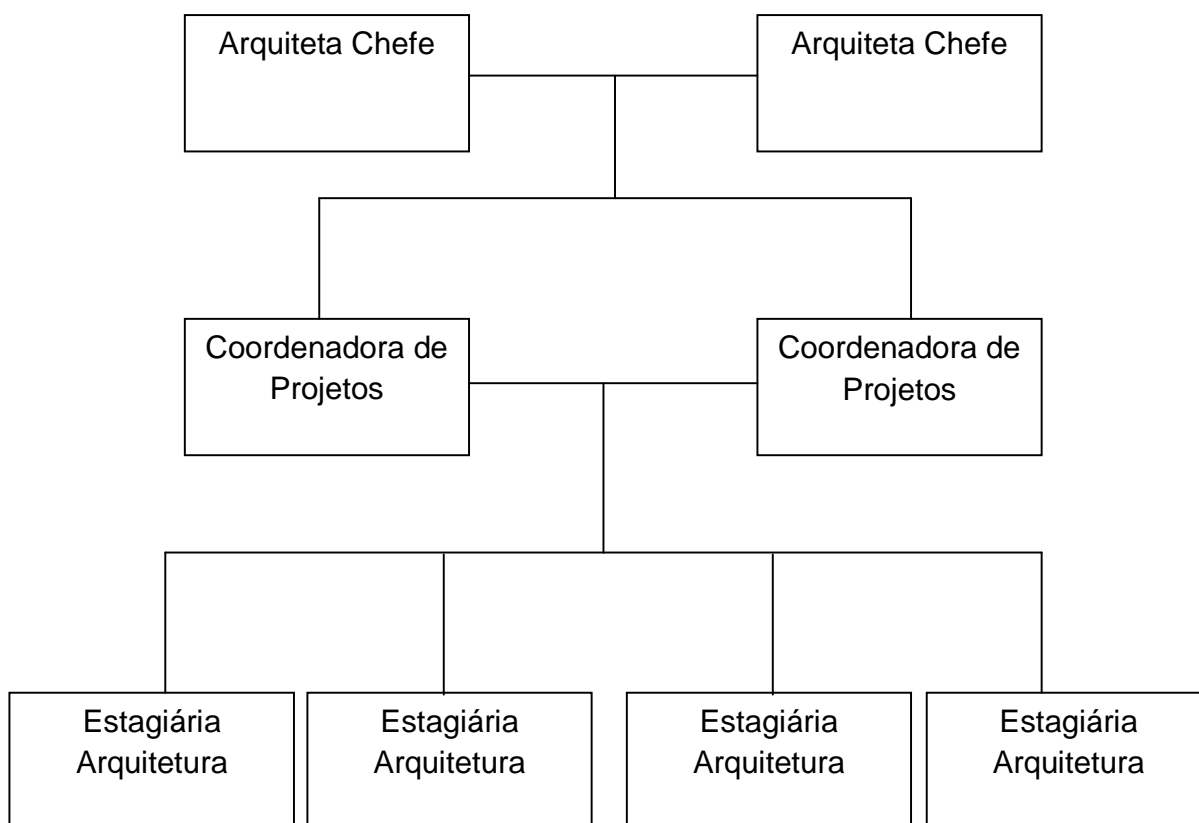 Arquiteta Chefe
Arquiteta Chefe
Coordenadora de
Projetos
Coordenadora de
Projetos
Estagiária
Arquitetura
Estagiária
Arquitetura
Estagiária
Arquitetura
Estagiária
Arquitetura